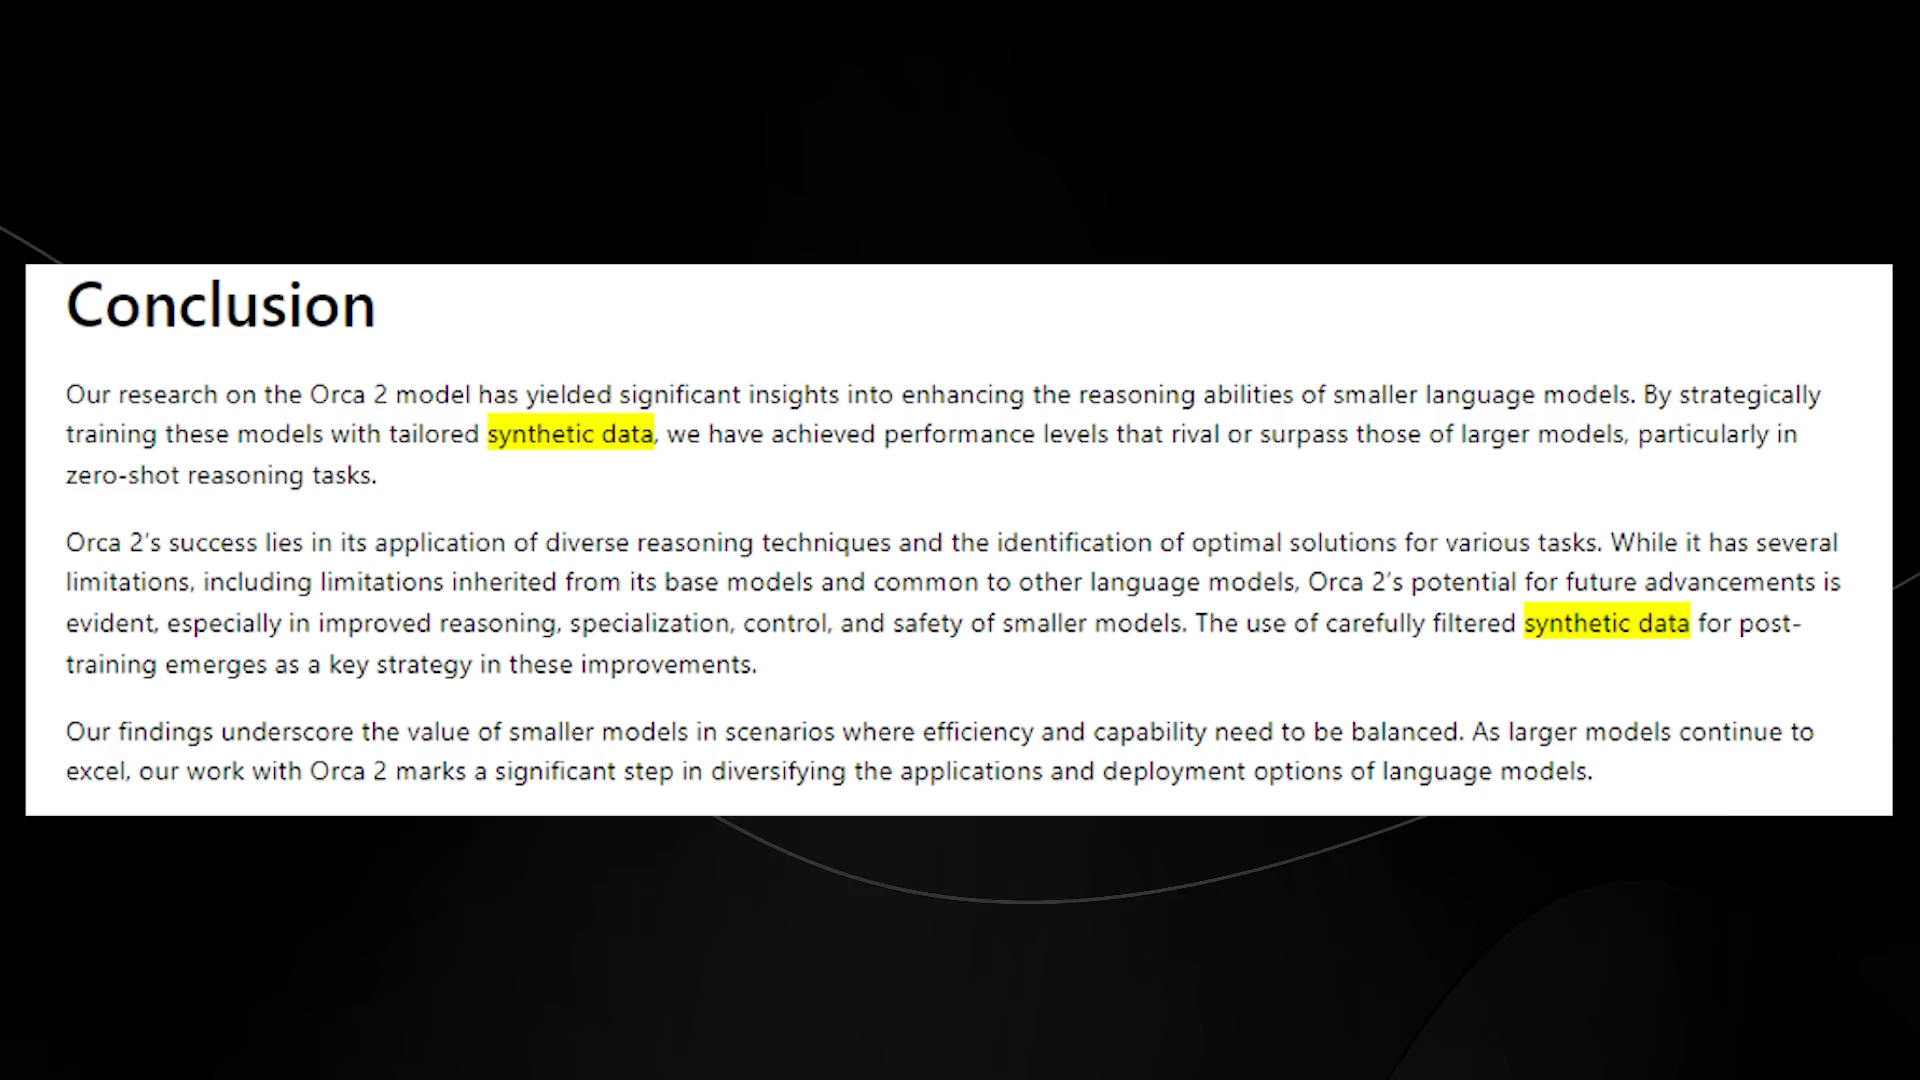 Conclusion
Our research on the Orca 2 model has yielded significant insights into enhancing the reasoning abilities of smaller language models. By strategically
training these models with tailored synthetic data, we have achieved performance levels that rival or surpass those of larger models, particularly in
zero-shot reasoning tasks.
Orca 2’s success lies in its application of diverse reasoning techniques and the identification of optimal solutions for various tasks. While it has several
limitations, including limitations inherited from its base models and common to other language models, Orca 2’s potential for future advancements is
evident, especially in improved reasoning, specialization, control, and safety of smaller models. The use of carefully filtered synthetic data for post-
training emerges as a key strategy in these improvements.
Our findings underscore the value of smaller models in scenarios where efficiency and capability need to be balanced. As larger models continue to
excel, our work with Orca 2 marks a significant step in diversifying the applications and deployment options of language models.